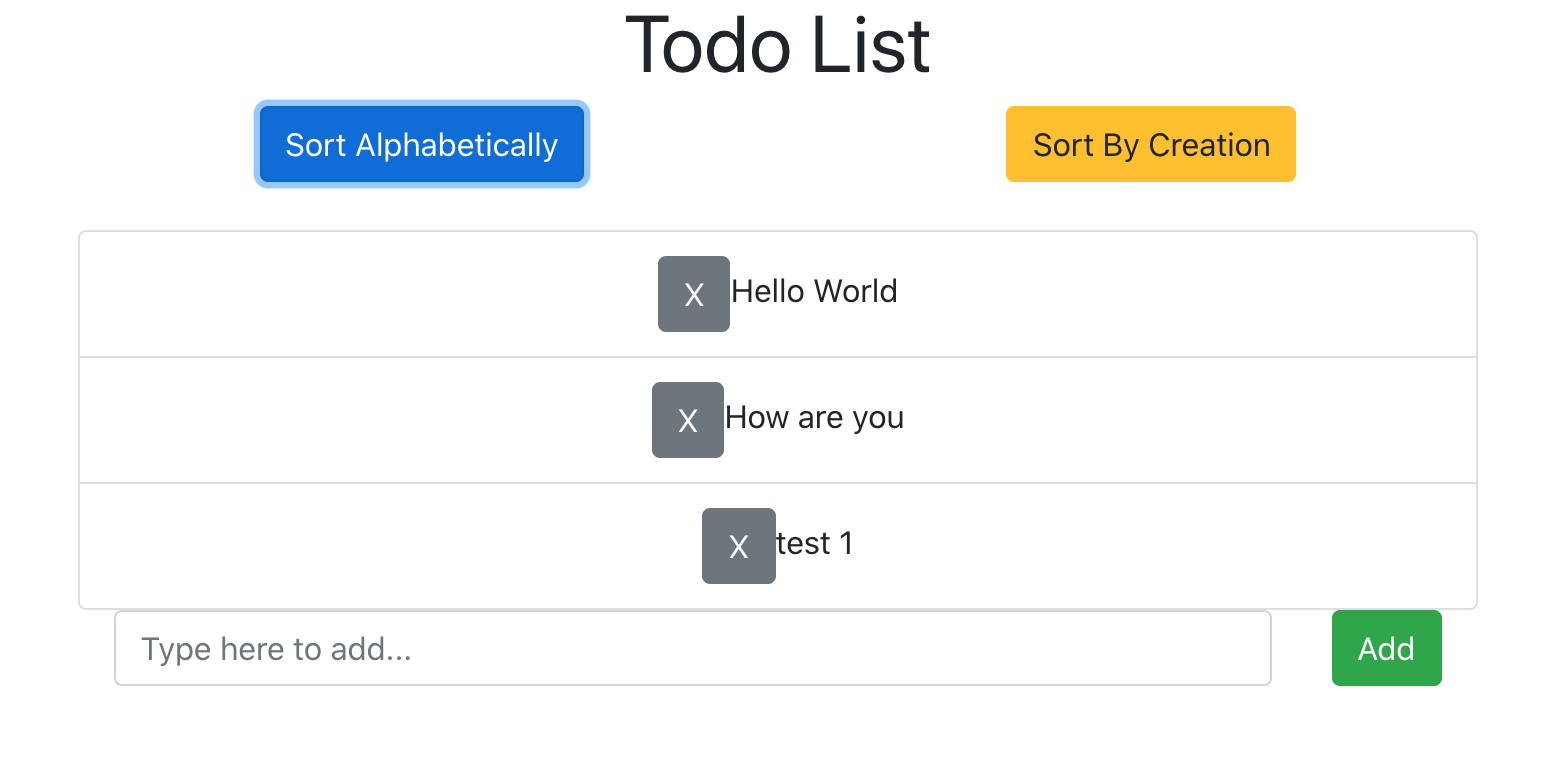 Todo List
Sort Alphabetically
Sort By Creation
X Hello World
X How are you
X test 1
Type here to add...
Add